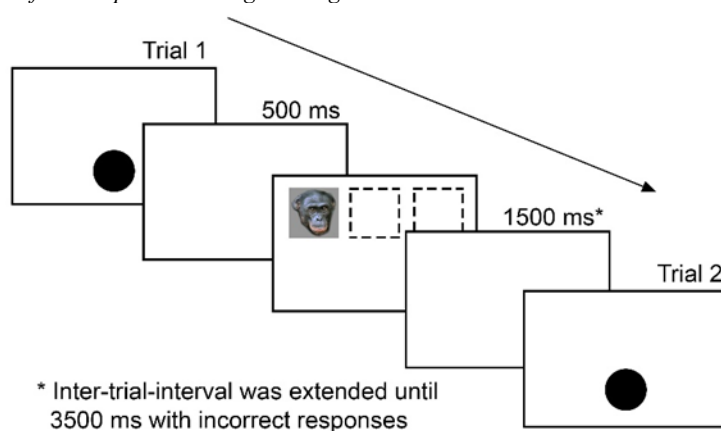 Trial 1
500 ms
1500 ms*
Trial 2
* Inter-trial-interval was extended until
3500 ms with incorrect responses